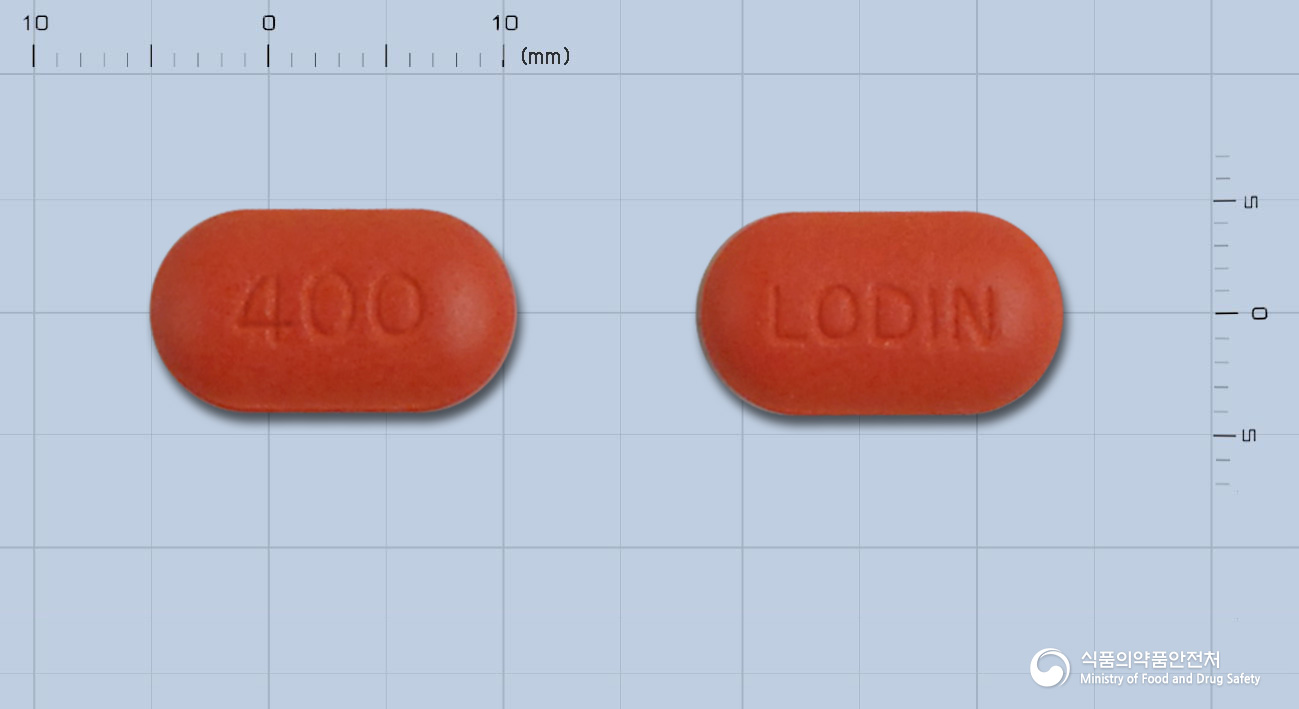 10 0 10
(mm)
400
LODIN
5
0
5
식품의약품안전처
Ministry of Food and Drug Safety